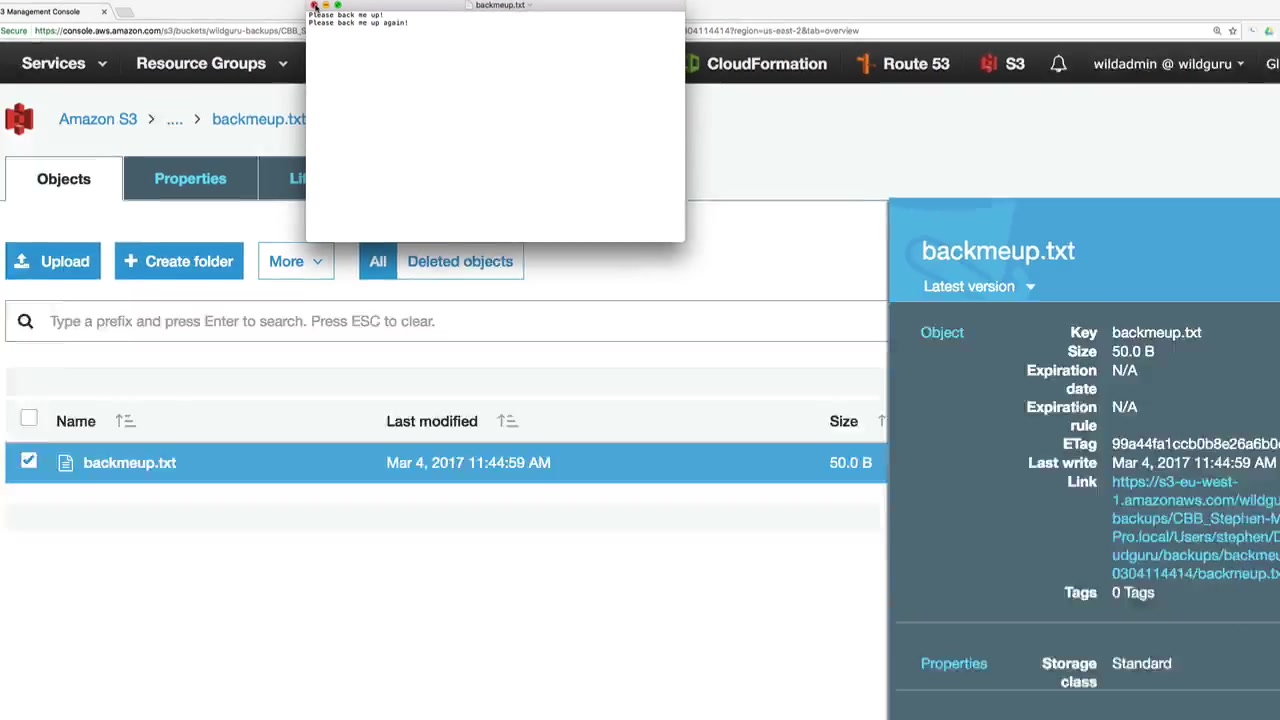 3 Management Console
backmeup.txt
Please back me up!
Please back me up again!
Secure https://console.aws.amazon.com/s3/buckets/wildguru-backups/CBB_S
0304114414?region=us-east-2&tab=overview
Services Resource Groups CloudFormation Route 53 S3 wildadmin @ wildguru Gl
Amazon S3 > .... > backmeup.txt
Objects Properties Li
Upload + Create folder More All Deleted objects
Type a prefix and press Enter to search. Press ESC to clear.
Name Last modified Size
backmeup.txt Mar 4, 2017 11:44:59 AM 50.0 B
backmeup.txt
Latest version
Object Key backmeup.txt
Size 50.0 B
Expiration date N/A
Expiration rule N/A
ETag 99a44fa1ccb0b8e26a6b0
Last write Mar 4, 2017 11:44:59 AM
Link https://s3-eu-west-
1.amazonaws.com/wildgu
backups/CBB_Stephen-M
Pro.local/Users/stephen/D
udguru/backups/backmeu
0304114414/backmeup.tx
Tags 0 Tags
Properties Storage class Standard